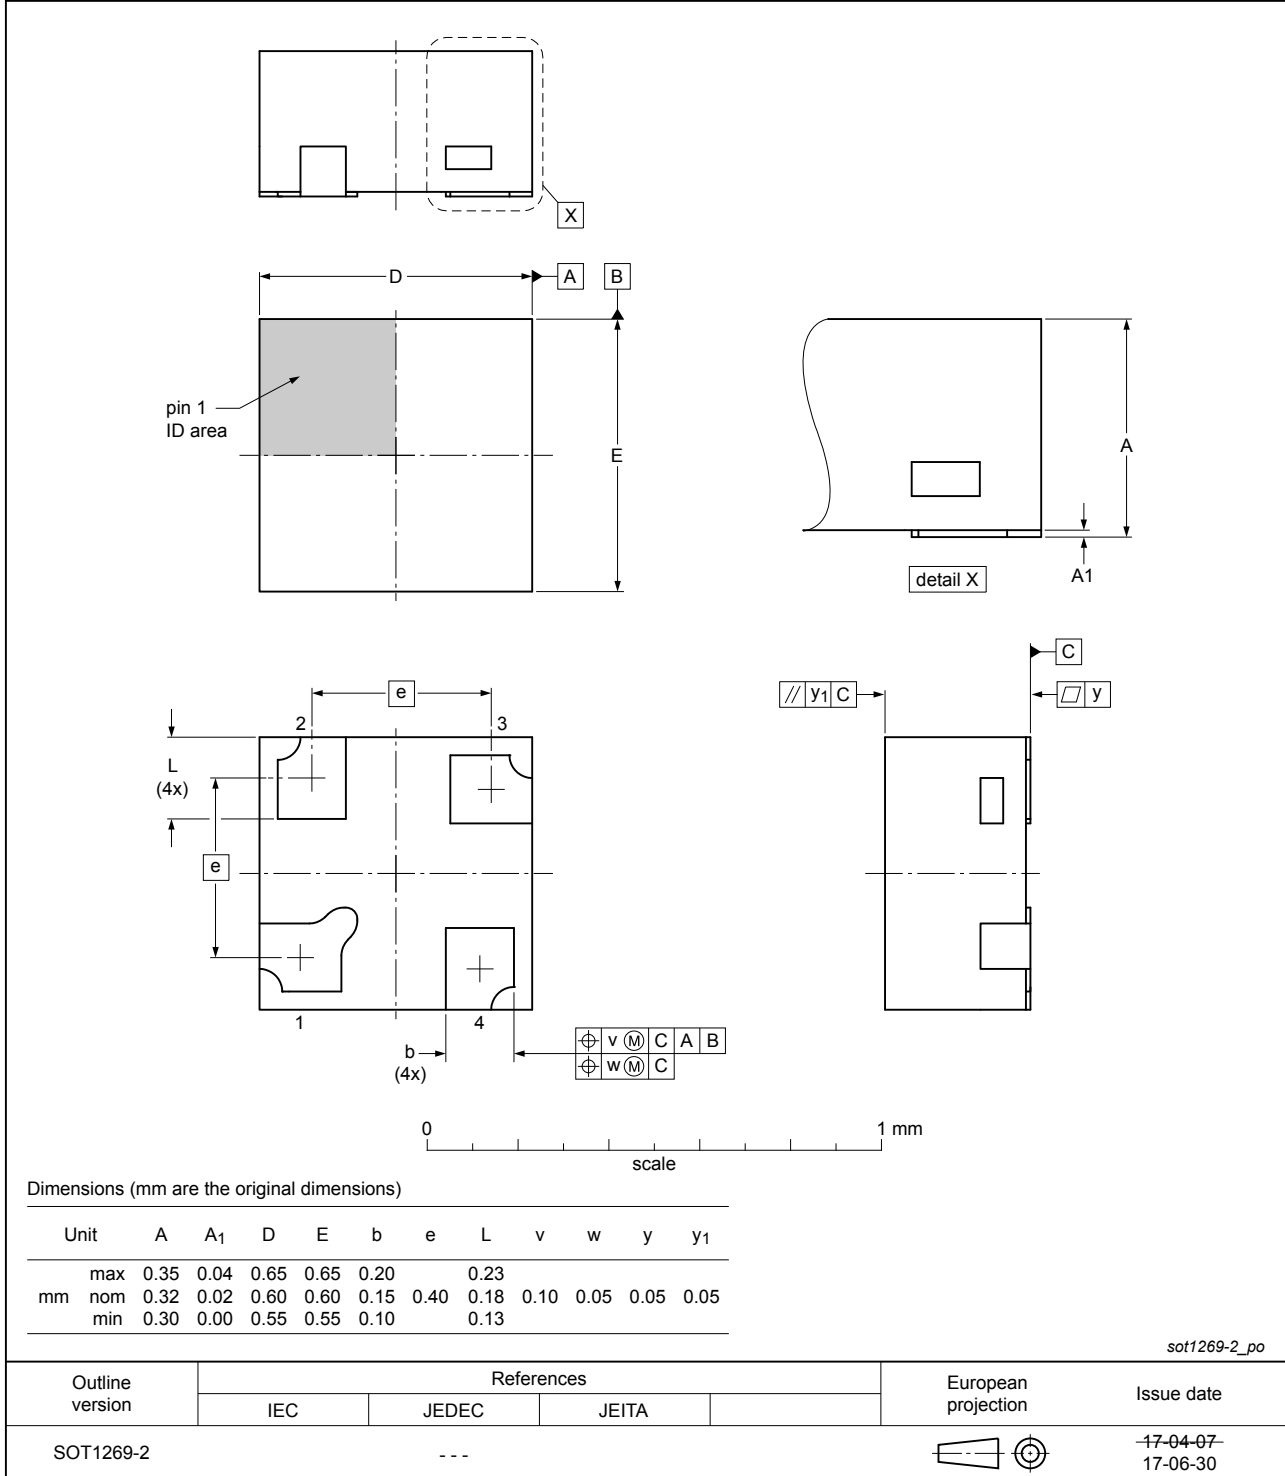 X
D
A
B
pin 1
ID area
E
A
A1
detail X
C
e
// y1 C
y
2
3
L
(4x)
e
1
4
b
(4x)
v M C A B
w M C
0
1 mm
scale
Dimensions (mm are the original dimensions)
Unit A A1 D E b e L v w y y1
max 0.35 0.04 0.65 0.65 0.20 0.23
mm nom 0.32 0.02 0.60 0.60 0.15 0.40 0.18 0.10 0.05 0.05 0.05
min 0.30 0.00 0.55 0.55 0.10 0.13
sot1269-2_po
Outline
version
References
European
projection
Issue date
IEC JEDEC JEITA
SOT1269-2
- - -
17-04-07
17-06-30